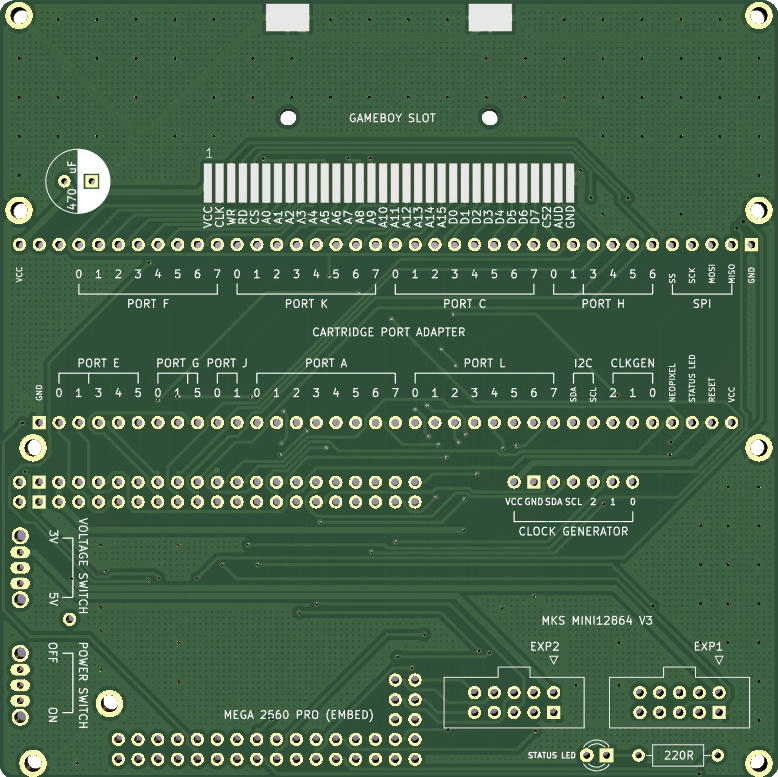 GAMEBOY SLOT
1
470 uF
VCC CLK WR RD CS A0 A1 A2 A3 A4 A5 A6 A7 A8 A9 A10 A11 A12 A13 A14 A15 D0 D1 D2 D3 D4 D5 D6 D7 CS2 AUD GND
VCC 0 1 2 3 4 5 6 7 0 1 2 3 4 5 6 7 0 1 2 3 4 5 6 7 0 1 3 4 5 6 SS SCK MOSI MISO GND
PORT F PORT K PORT C PORT H SPI
CARTRIDGE PORT ADAPTER
PORT E PORT G PORT J PORT A PORT L I2C CLKGEN
GND 0 1 3 4 5 0 1 5 0 1 0 1 2 3 4 5 6 7 0 1 2 3 4 5 6 7 SDA SCL 2 1 0 NEOPIXEL STATUS LED RESET VCC
VCC GND SDA SCL 2 1 0
CLOCK GENERATOR
3V
5V
VOLTAGE SWITCH
OFF
ON
POWER SWITCH
MKS MINI12864 V3
EXP2
EXP1
MEGA 2560 PRO (EMBED)
STATUS LED
220R